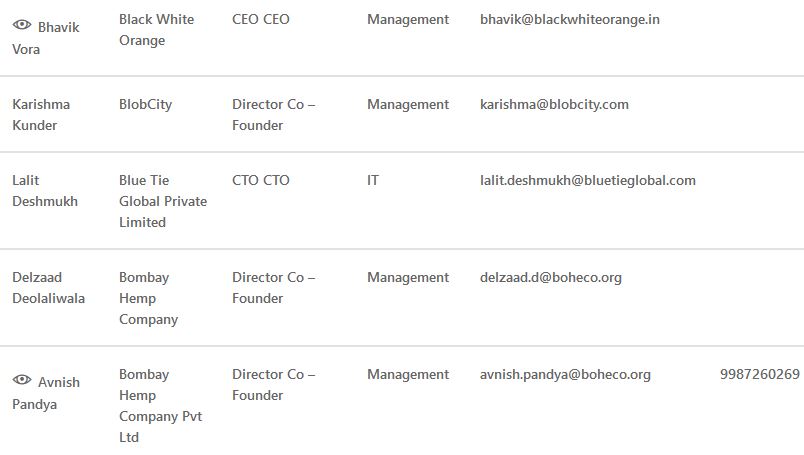 Bhavik Vora Black White Orange CEO CEO Management bhavik@blackwhiteorange.in
Karishma Kunder BlobCity Director Co – Founder Management karishma@blobcity.com
Lalit Deshmukh Blue Tie Global Private Limited CTO CTO IT lalit.deshmukh@bluetieglobal.com
Delzaad Deolaliwala Bombay Hemp Company Director Co – Founder Management delzaad.d@boheco.org
Avnish Pandya Bombay Hemp Company Pvt Ltd Director Co – Founder Management avnish.pandya@boheco.org 9987260269